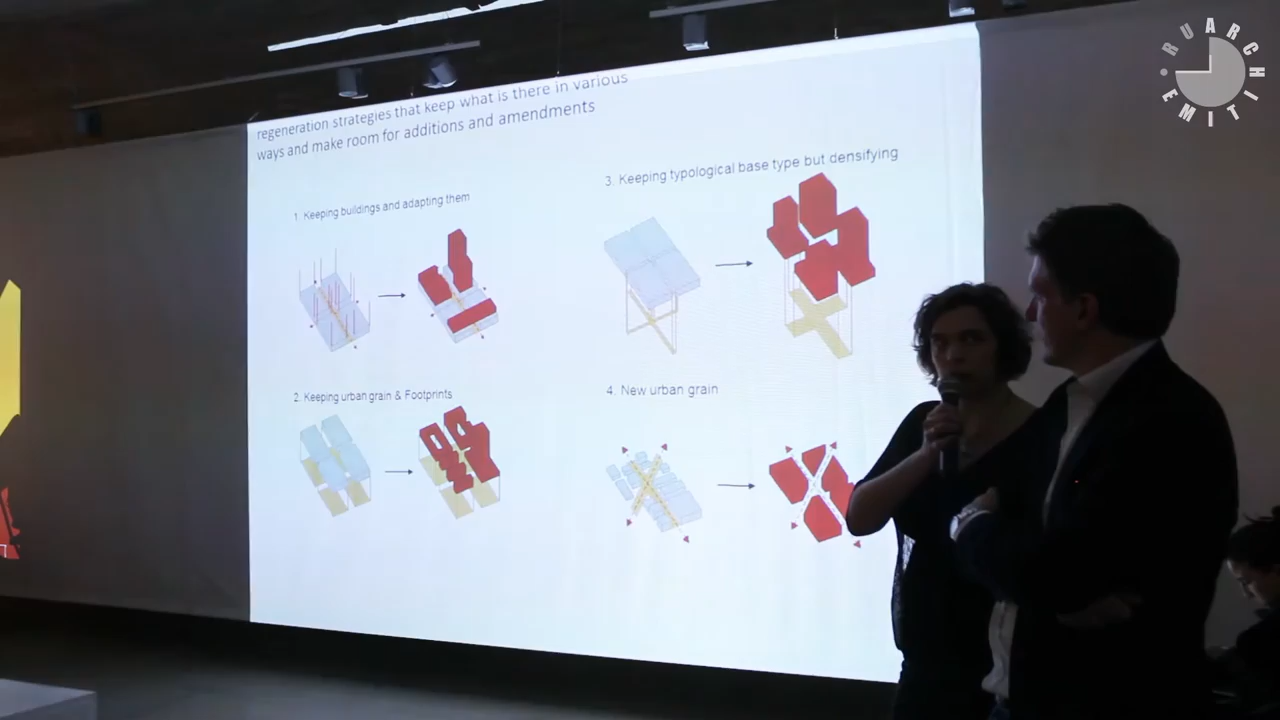 regeneration strategies that keep what is there in various
ways and make room for additions and amendments
1. Keeping buildings and adapting them
3. Keeping typological base type but densifying
2. Keeping urban grain & Footprints
4. New urban grain
RUARCH
EMITI